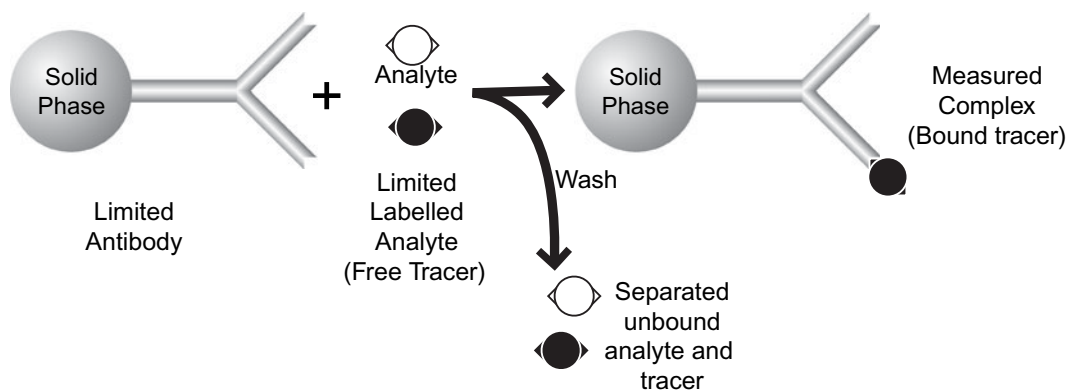 Solid
Phase
Limited
Antibody
+
Analyte
Limited
Labelled
Analyte
(Free Tracer)
Wash
Separated
unbound
analyte and
tracer
Solid
Phase
Measured
Complex
(Bound tracer)